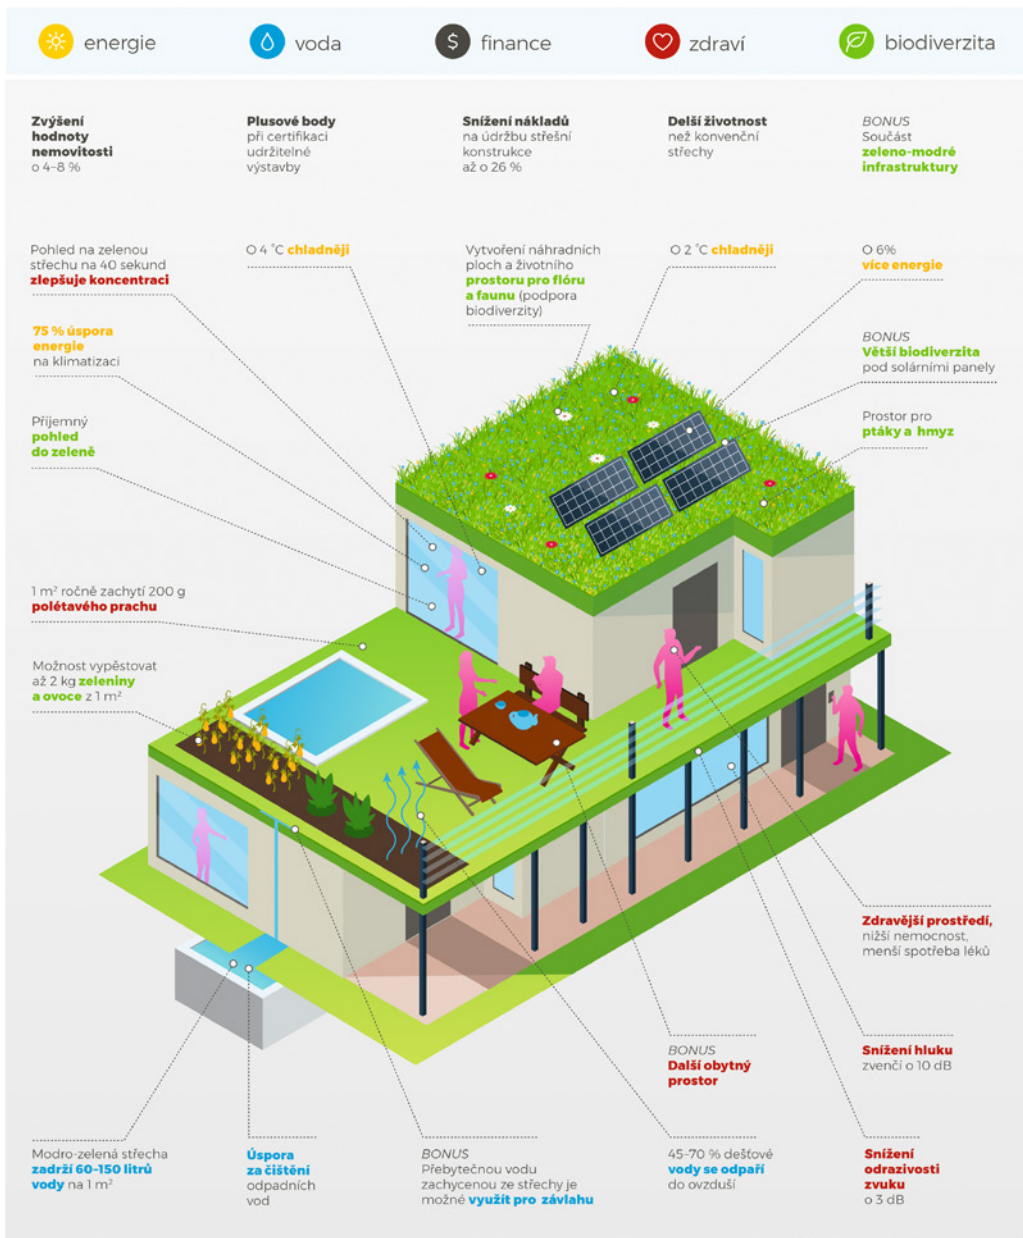 energie
voda
$
finance
zdraví
biodiverzita
Zvýšení
hodnoty
nemovitosti
o 4–8 %
Plusové body
při certifikaci
udržitelné
výstavby
Snížení nákladů
na údržbu střešní
konstrukce
až o 26 %
Delší životnost
než konvenční
střechy
BONUS
Součást
zeleno-modré
infrastruktury
Pohled na zelenou
střechu na 40 sekund
zlepšuje koncentraci
O 4 °C chladněji
Vytvoření náhradních
ploch a životního
prostoru pro flóru
a faunu (podpora
biodiverzity)
O 2 °C chladněji
O 6%
více energie
75 % úspora
energie
na klimatizaci
BONUS
Větší biodiverzita
pod solárními panely
Příjemný
pohled
do zeleně
Prostor pro
ptáky a hmyz
1 m² ročně zachytí 200 g
polétavého prachu
Možnost vypěstovat
až 2 kg zeleniny
a ovoce z 1 m²
Zdravější prostředí,
nižší nemocnost,
menší spotřeba léků
BONUS
Další obytný
prostor
Snížení hluku
zvenčí o 10 dB
Modro-zelená střecha
zadrží 60–150 litrů
vody na 1 m²
Úspora
za čištění
odpadních
vod
BONUS
Přebytečnou vodu
zachycenou ze střechy je
možné využít pro závlahu
45-70 % dešťové
vody se odpaří
do ovzduší
Snížení
odrazivosti
zvuku
o 3 dB